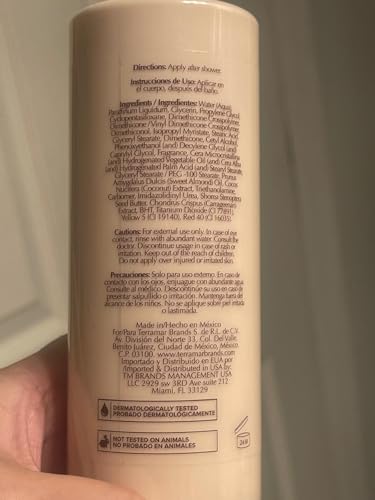 Directions: Apply after shower.
Instrucciones de Uso: Aplicar en
el cuerpo, después del baño.
Ingredients / Ingredientes: Water (Aqua),
Paraffinum Liquidum, Glycerin, Propylene Glycol,
Cyclopentasiloxane, Dimethicone Crosspolymer,
Dimethicone / Vinyl Dimethicone Crosspolymer,
Dimethiconol, Isopropyl Myristate, Stearic Acid,
Glyceryl Stearate, Dimethicone, Cetyl Alcohol,
Phenoxyethanol (and) Decylene Glycol (and)
Caprylyl Glycol, Fragrance, Cera Microcristallina
(and) Hydrogenated Vegetable Oil (and)
(and) Hydrogenated Palm Acid (and) Stearyl Stearate,
Glyceryl Stearate / PEG -100 Stearate, Prunus
Amygdalus Dulcis (Sweet Almond) Oil, Cocos
Nucifera (Coconut) Extract, Triethanolamine,
Carbomer, Imidazolidinyl Urea, Shorea Stenoptera
Seed Butter, Chondrus Crispus (Carrageenan)
Extract, BHT, Titanium Dioxide (CI 77891),
Yellow 5 (CI 19140), Red 40 (CI 16035).
Cautions: For external use only. In case of eye
contact, rinse with abundant water. Consult the
doctor. Discontinue usage in case of rash or
irritation. Keep out of the reach of children.
Do not apply over injured or irritated skin.
Precauciones: Solo para uso externo. En caso de
contacto con los ojos, enjuague con abundante agua.
Consulte al médico. Descontinúe su uso en caso de
presentar salpullido o irritación. Mantenga fuera del
alcance de los niños. No se aplique sobre piel irritada
o lastimada.
Made in/Hecho en México
For/Para Terramar Brands S. de R.L. de C.V.
Av. División del Norte 33, Col. Del Valle,
Benito Juárez, Ciudad de México, México.
C.P. 03100. www.terramarbrands.com
Importado y Distribuido en EUA por/
Imported & Distributed in USA by:
TM BRANDS MANAGEMENT USA
LLC 2929 sw 3RD Ave suite 212
Miami, FL 33129
DERMATOLOGICALLY TESTED
PROBADO DERMATOLÓGICAMENTE
NOT TESTED ON ANIMALS
NO PROBADO EN ANIMALES
24 M